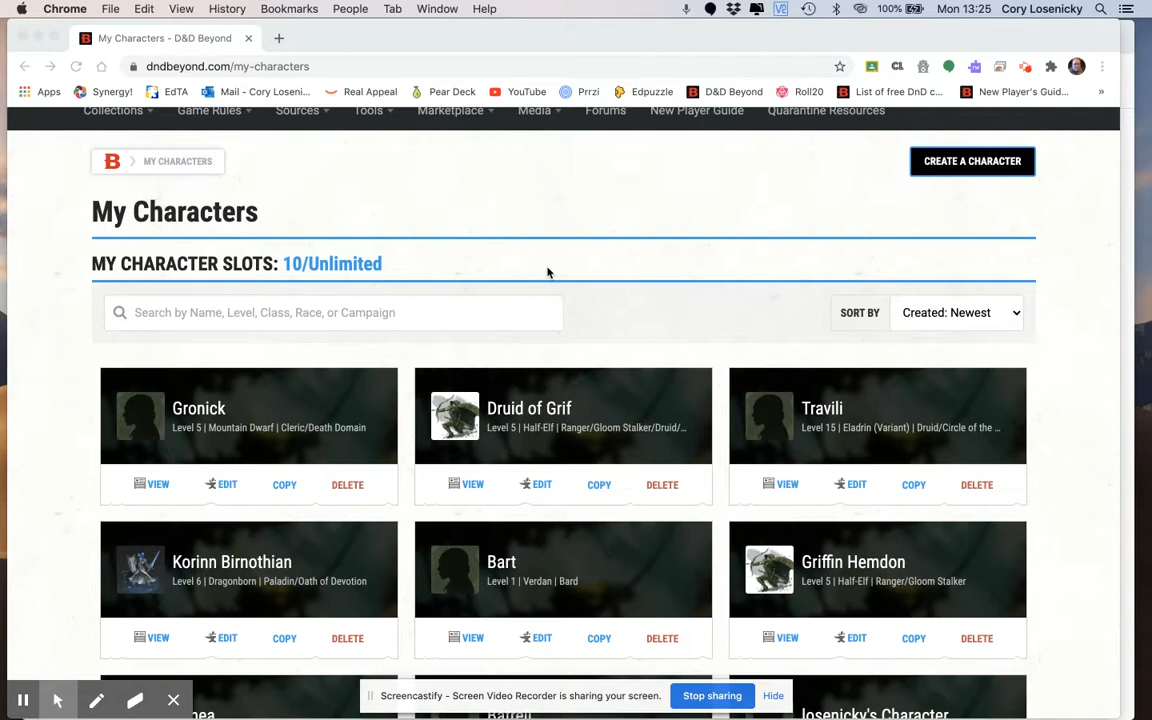 Chrome File Edit View History Bookmarks People Tab Window Help 100% Mon 13:25 Cory Losenicky
My Characters - D&D Beyond
dndbeyond.com/my-characters
Apps Synergy! EdTA Mail - Cory Loseni... Real Appeal Pear Deck YouTube Prrzi Edpuzzle D&D Beyond Roll20 List of free DnD c... New Player's Guid... »
Collections Game Rules Sources Tools Marketplace Media Forums New Player Guide Quarantine Resources
MY CHARACTERS
CREATE A CHARACTER
My Characters
MY CHARACTER SLOTS: 10/Unlimited
Search by Name, Level, Class, Race, or Campaign
SORT BY Created: Newest
Gronick
Level 5 | Mountain Dwarf | Cleric/Death Domain
VIEW EDIT COPY DELETE
Druid of Grif
Level 5 | Half-Elf | Ranger/Gloom Stalker/Druid/...
VIEW EDIT COPY DELETE
Travili
Level 15 | Eladrin (Variant) | Druid/Circle of the ...
VIEW EDIT COPY DELETE
Korinn Birnothian
Level 6 | Dragonborn | Paladin/Oath of Devotion
VIEW EDIT COPY DELETE
Bart
Level 1 | Verdan | Bard
VIEW EDIT COPY DELETE
Griffin Hemdon
Level 5 | Half-Elf | Ranger/Gloom Stalker
VIEW EDIT COPY DELETE
losenicky's Character
Screencastify - Screen Video Recorder is sharing your screen. Stop sharing Hide